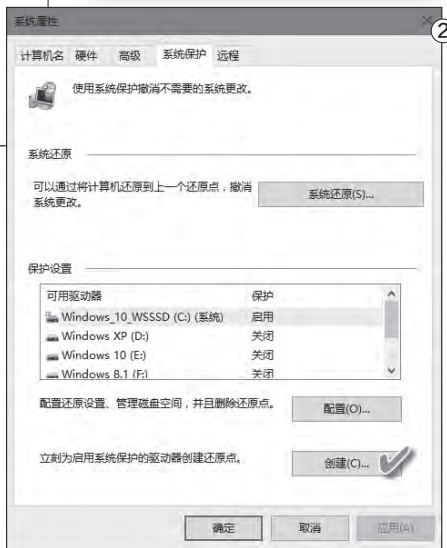 系统属性
2
计算机名 硬件 高级 系统保护 远程
使用系统保护撤消不需要的系统更改。
系统还原
可以通过将计算机还原到上一个还原点，撤消
系统更改。
系统还原(S)...
保护设置
可用驱动器 保护
Windows_10_WSSSD (C:) (系统) 启用
Windows XP (D:) 关闭
Windows 10 (E:) 关闭
Windows 8.1 (F:) 关闭
配置还原设置、管理磁盘空间，并且删除还原点。
配置(O)...
立刻为启用系统保护的驱动器创建还原点。
创建(C)...
确定 取消 应用(A)